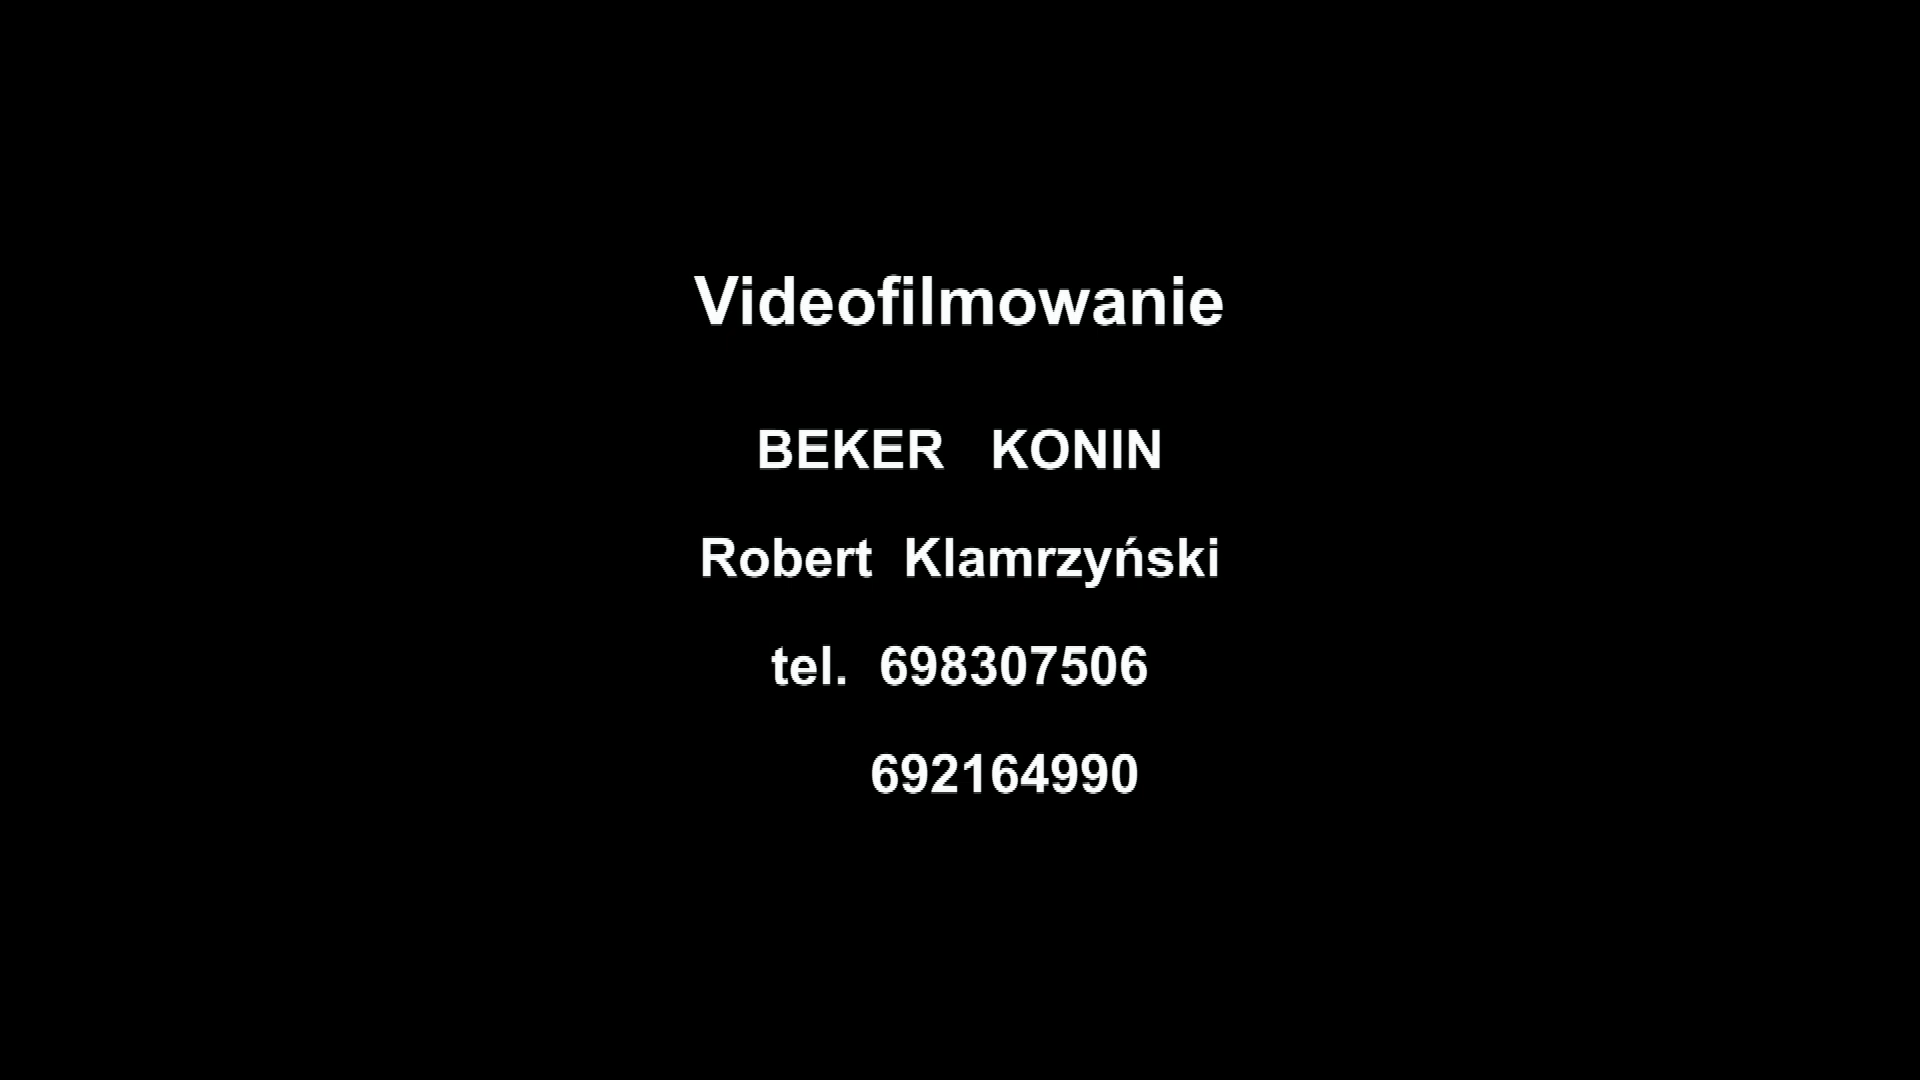 Videofilmowanie
BEKER KONIN
Robert Klamrzyński
tel. 698307506
692164990